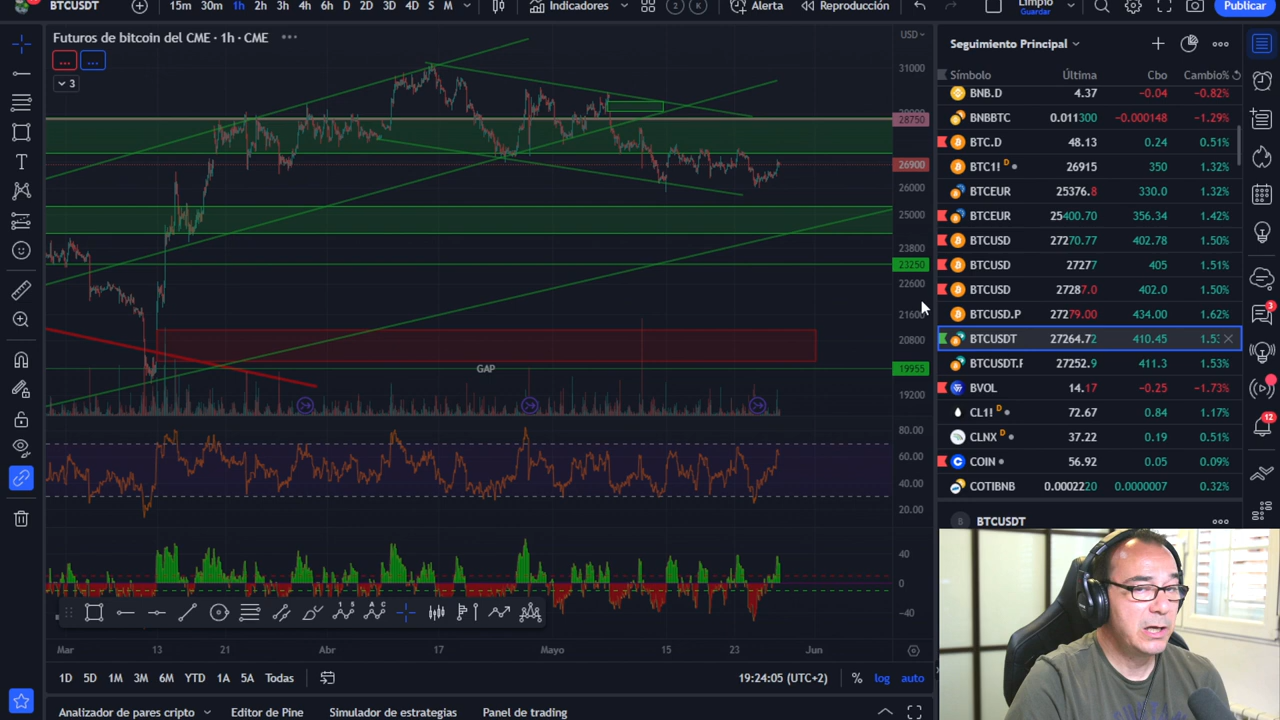 BTCUSDT 15m 30m 1h 2h 3h 4h 6h D 2D 3D 4D S M Indicadores 2 K Alerta Reproducción Limpio Guardar Publicar
Futuros de bitcoin del CME · 1h · CME
... ...
3
USD
31000
28750
26900
26000
25000
23800
23250
22600
21600
20800
19955
19200
GAP
80.00
60.00
40.00
20.00
40
0
−40
Mar 13 21 Abr 17 Mayo 15 23 Jun
1D 5D 1M 3M 6M YTD 1A 5A Todas 19:24:05 (UTC+2) % log auto
Analizador de pares cripto Editor de Pine Simulador de estrategias Panel de trading
Seguimiento Principal
Símbolo Última Cbo Cambio%
BNB.D 4.37 −0.04 −0.82%
BNBBTC 0.011300 −0.000148 −1.29%
BTC.D 48.13 0.24 0.51%
BTC1! D 26915 350 1.32%
BTCEUR 25376.8 330.0 1.32%
BTCEUR 25400.70 356.34 1.42%
BTCUSD 27270.77 402.78 1.50%
BTCUSD 27277 405 1.51%
BTCUSD 27287.0 402.0 1.50%
BTCUSD.P 27279.00 434.00 1.62%
BTCUSDT 27264.72 410.45 1.5
BTCUSDT.F 27252.9 411.3 1.53%
BVOL 14.17 −0.25 −1.73%
CL1! D 72.67 0.84 1.17%
CLNX D 37.22 0.19 0.51%
COIN 56.92 0.05 0.09%
COTIBNB 0.0002220 0.0000007 0.32%
B BTCUSDT
3
12